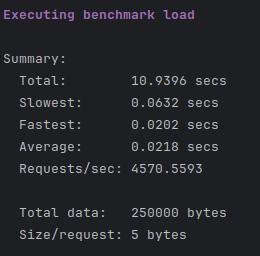 Executing benchmark load
Summary:
Total: 10.9396 secs
Slowest: 0.0632 secs
Fastest: 0.0202 secs
Average: 0.0218 secs
Requests/sec: 4570.5593
Total data: 250000 bytes
Size/request: 5 bytes